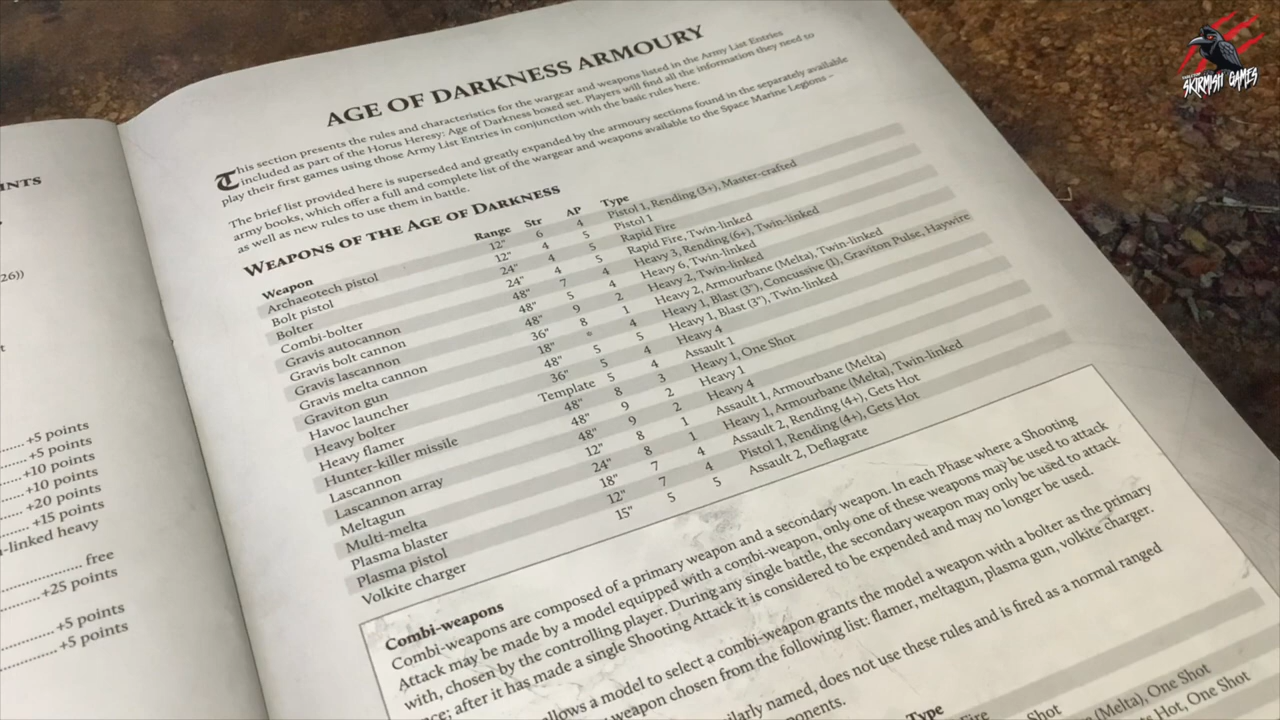 INTS
26))
t
......+5 points
......+5 points
.....+10 points
.....+10 points
.....+20 points
......+15 points
-linked heavy
........ free
....+25 points
......+5 points
......+5 points
AGE OF DARKNESS ARMOURY
This section presents the rules and characteristics for the wargear and weapons listed in the Army List Entries
included as part of the Horus Heresy: Age of Darkness boxed set. Players will find all the information they need to
play their first games using those Army List Entries in conjunction with the basic rules here.
The brief list provided here is superseded and greatly expanded by the armoury sections found in the separately available
army books, which offer a full and complete list of the wargear and weapons available to the Space Marine Legions –
as well as new rules to use them in battle.
WEAPONS OF THE AGE OF DARKNESS
Weapon Range Str AP Type
Archaeotech pistol 12" 6 4 Pistol 1, Rending (3+), Master-crafted
Bolt pistol 12" 4 5 Pistol 1
Bolter 24" 4 5 Rapid Fire
Combi-bolter 24" 4 5 Rapid Fire, Twin-linked
Gravis autocannon 48" 7 4 Heavy 3, Rending (6+), Twin-linked
Gravis bolt cannon 48" 5 4 Heavy 6, Twin-linked
Gravis lascannon 48" 9 2 Heavy 2, Twin-linked
Gravis melta cannon 36" 8 1 Heavy 2, Armourbane (Melta), Twin-linked
Graviton gun 18" * 4 Heavy 1, Blast (3"), Concussive (1), Graviton Pulse, Haywire
Havoc launcher 48" 5 5 Heavy 1, Blast (3"), Twin-linked
Heavy bolter 36" 5 4 Heavy 4
Heavy flamer Template 5 4 Assault 1
Hunter-killer missile 48" 8 3 Heavy 1, One Shot
Lascannon 48" 9 2 Heavy 1
Lascannon array 48" 9 2 Heavy 4
Meltagun 12" 8 1 Assault 1, Armourbane (Melta)
Multi-melta 24" 8 1 Heavy 1, Armourbane (Melta), Twin-linked
Plasma blaster 18" 7 4 Assault 2, Rending (4+), Gets Hot
Plasma pistol 12" 7 4 Pistol 1, Rending (4+), Gets Hot
Volkite charger 15" 5 5 Assault 2, Deflagrate
Combi-weapons
Combi-weapons are composed of a primary weapon and a secondary weapon. In each Phase where a Shooting
Attack may be made by a model equipped with a combi-weapon, only one of these weapons may be used to attack
with, chosen by the controlling player. During any single battle, the secondary weapon may only be used to attack
ce; after it has made a single Shooting Attack it is considered to be expended and may no longer be used.
allows a model to select a combi-weapon grants the model a weapon with a bolter as the primary
weapon chosen from the following list: flamer, meltagun, plasma gun, volkite charger.
ilarly named, does not use these rules and is fired as a normal ranged
ponents.
Type
Fire
Shot
(Melta), One Shot
s Hot, One Shot
SKIRMISH GAMES